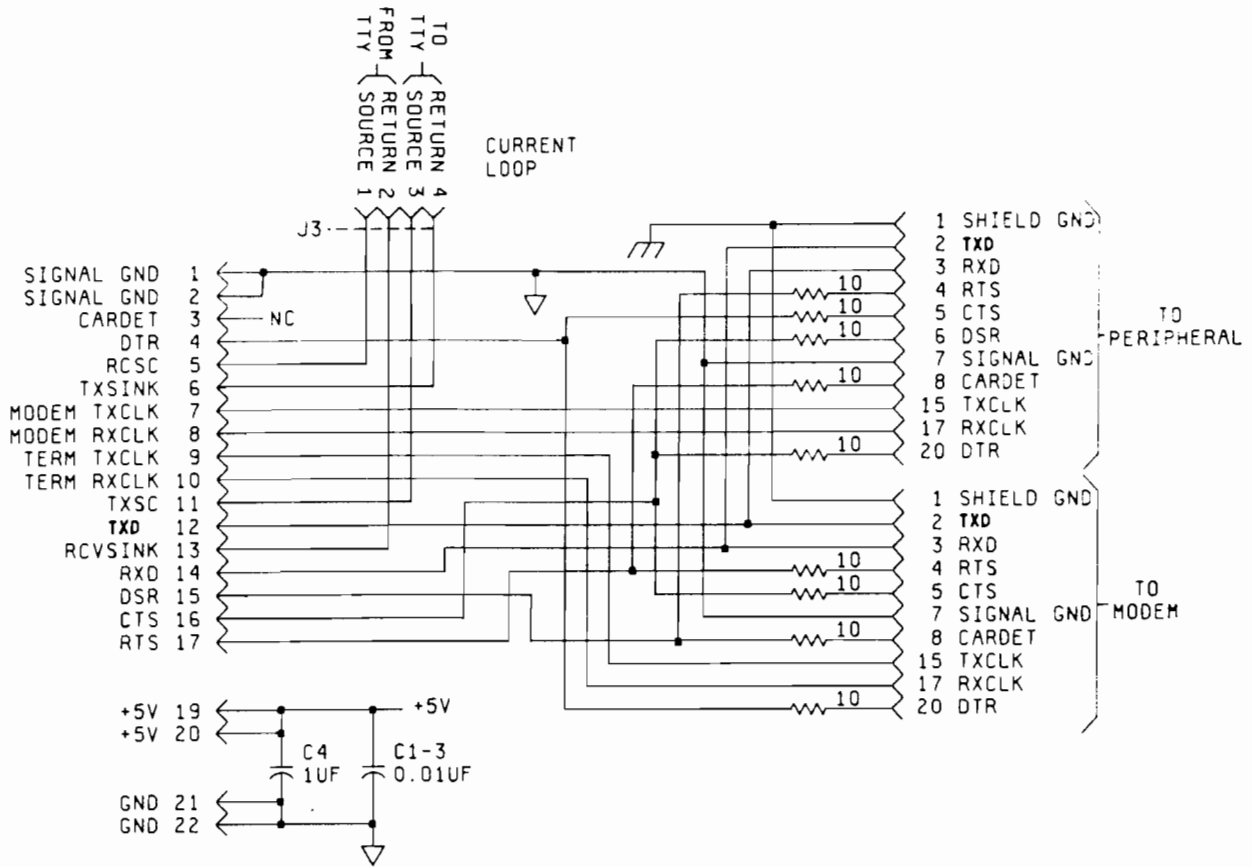 TO
TTY
FROM
TTY
RETURN 4
SOURCE 3
RETURN 2
SOURCE 1
CURRENT
LOOP
J3
SIGNAL GND 1
SIGNAL GND 2
CARDET 3
NC
DTR 4
RCSC 5
TXSINK 6
MODEM TXCLK 7
MODEM RXCLK 8
TERM TXCLK 9
TERM RXCLK 10
TXSC 11
TXD 12
RCVSINK 13
RXD 14
DSR 15
CTS 16
RTS 17
+5V 19
+5V
+5V 20
C4
1UF
C1-3
0.01UF
GND 21
GND 22
1 SHIELD GND
2 TXD
3 RXD
10
4 RTS
10
5 CTS
10
6 DSR
7 SIGNAL GND
10
8 CARDET
15 TXCLK
17 RXCLK
10
20 DTR
TO
PERIPHERAL
1 SHIELD GND
2 TXD
3 RXD
10
4 RTS
10
5 CTS
7 SIGNAL GND
10
8 CARDET
15 TXCLK
17 RXCLK
10
20 DTR
TO
MODEM